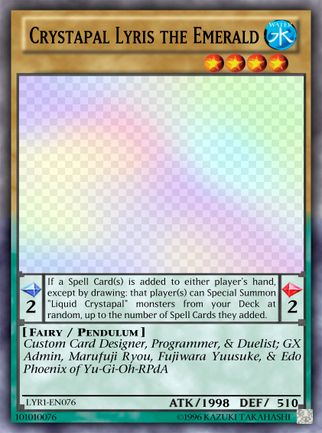 CRYSTAPAL LYRIS THE EMERALD
WATER
水
If a Spell Card(s) is added to either player's hand,
except by drawing: that player(s) can Special Summon
"Liquid Crystapal" monsters from your Deck at
random, up to the number of Spell Cards they added.
2
2
[ FAIRY / PENDULUM ]
Custom Card Designer, Programmer, & Duelist; GX
Admin, Marufuji Ryou, Fujiwara Yuusuke, & Edo
Phoenix of Yu-Gi-Oh-RPdA
LYR1-EN076
ATK/1998 DEF/ 510
101010076
©1996 KAZUKI TAKAHASHI